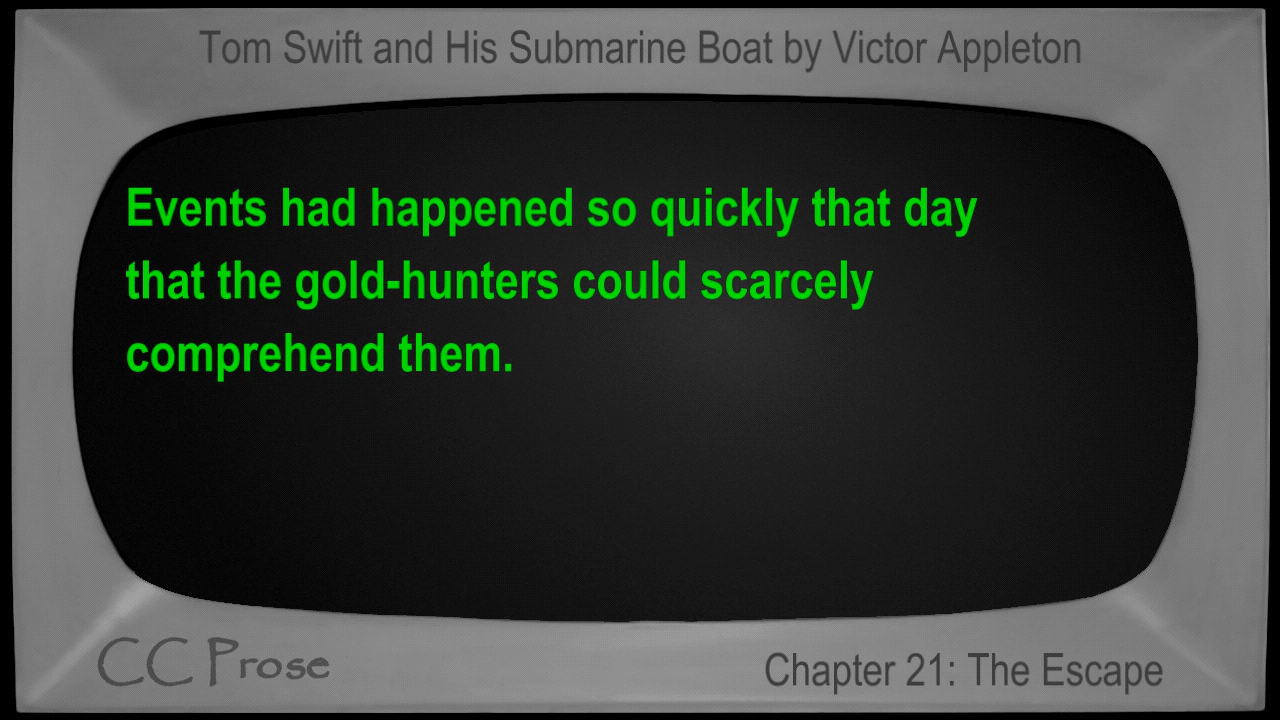 Tom Swift and His Submarine Boat by Victor Appleton
Events had happened so quickly that day
that the gold-hunters could scarcely
comprehend them.
CC Prose
Chapter 21: The Escape